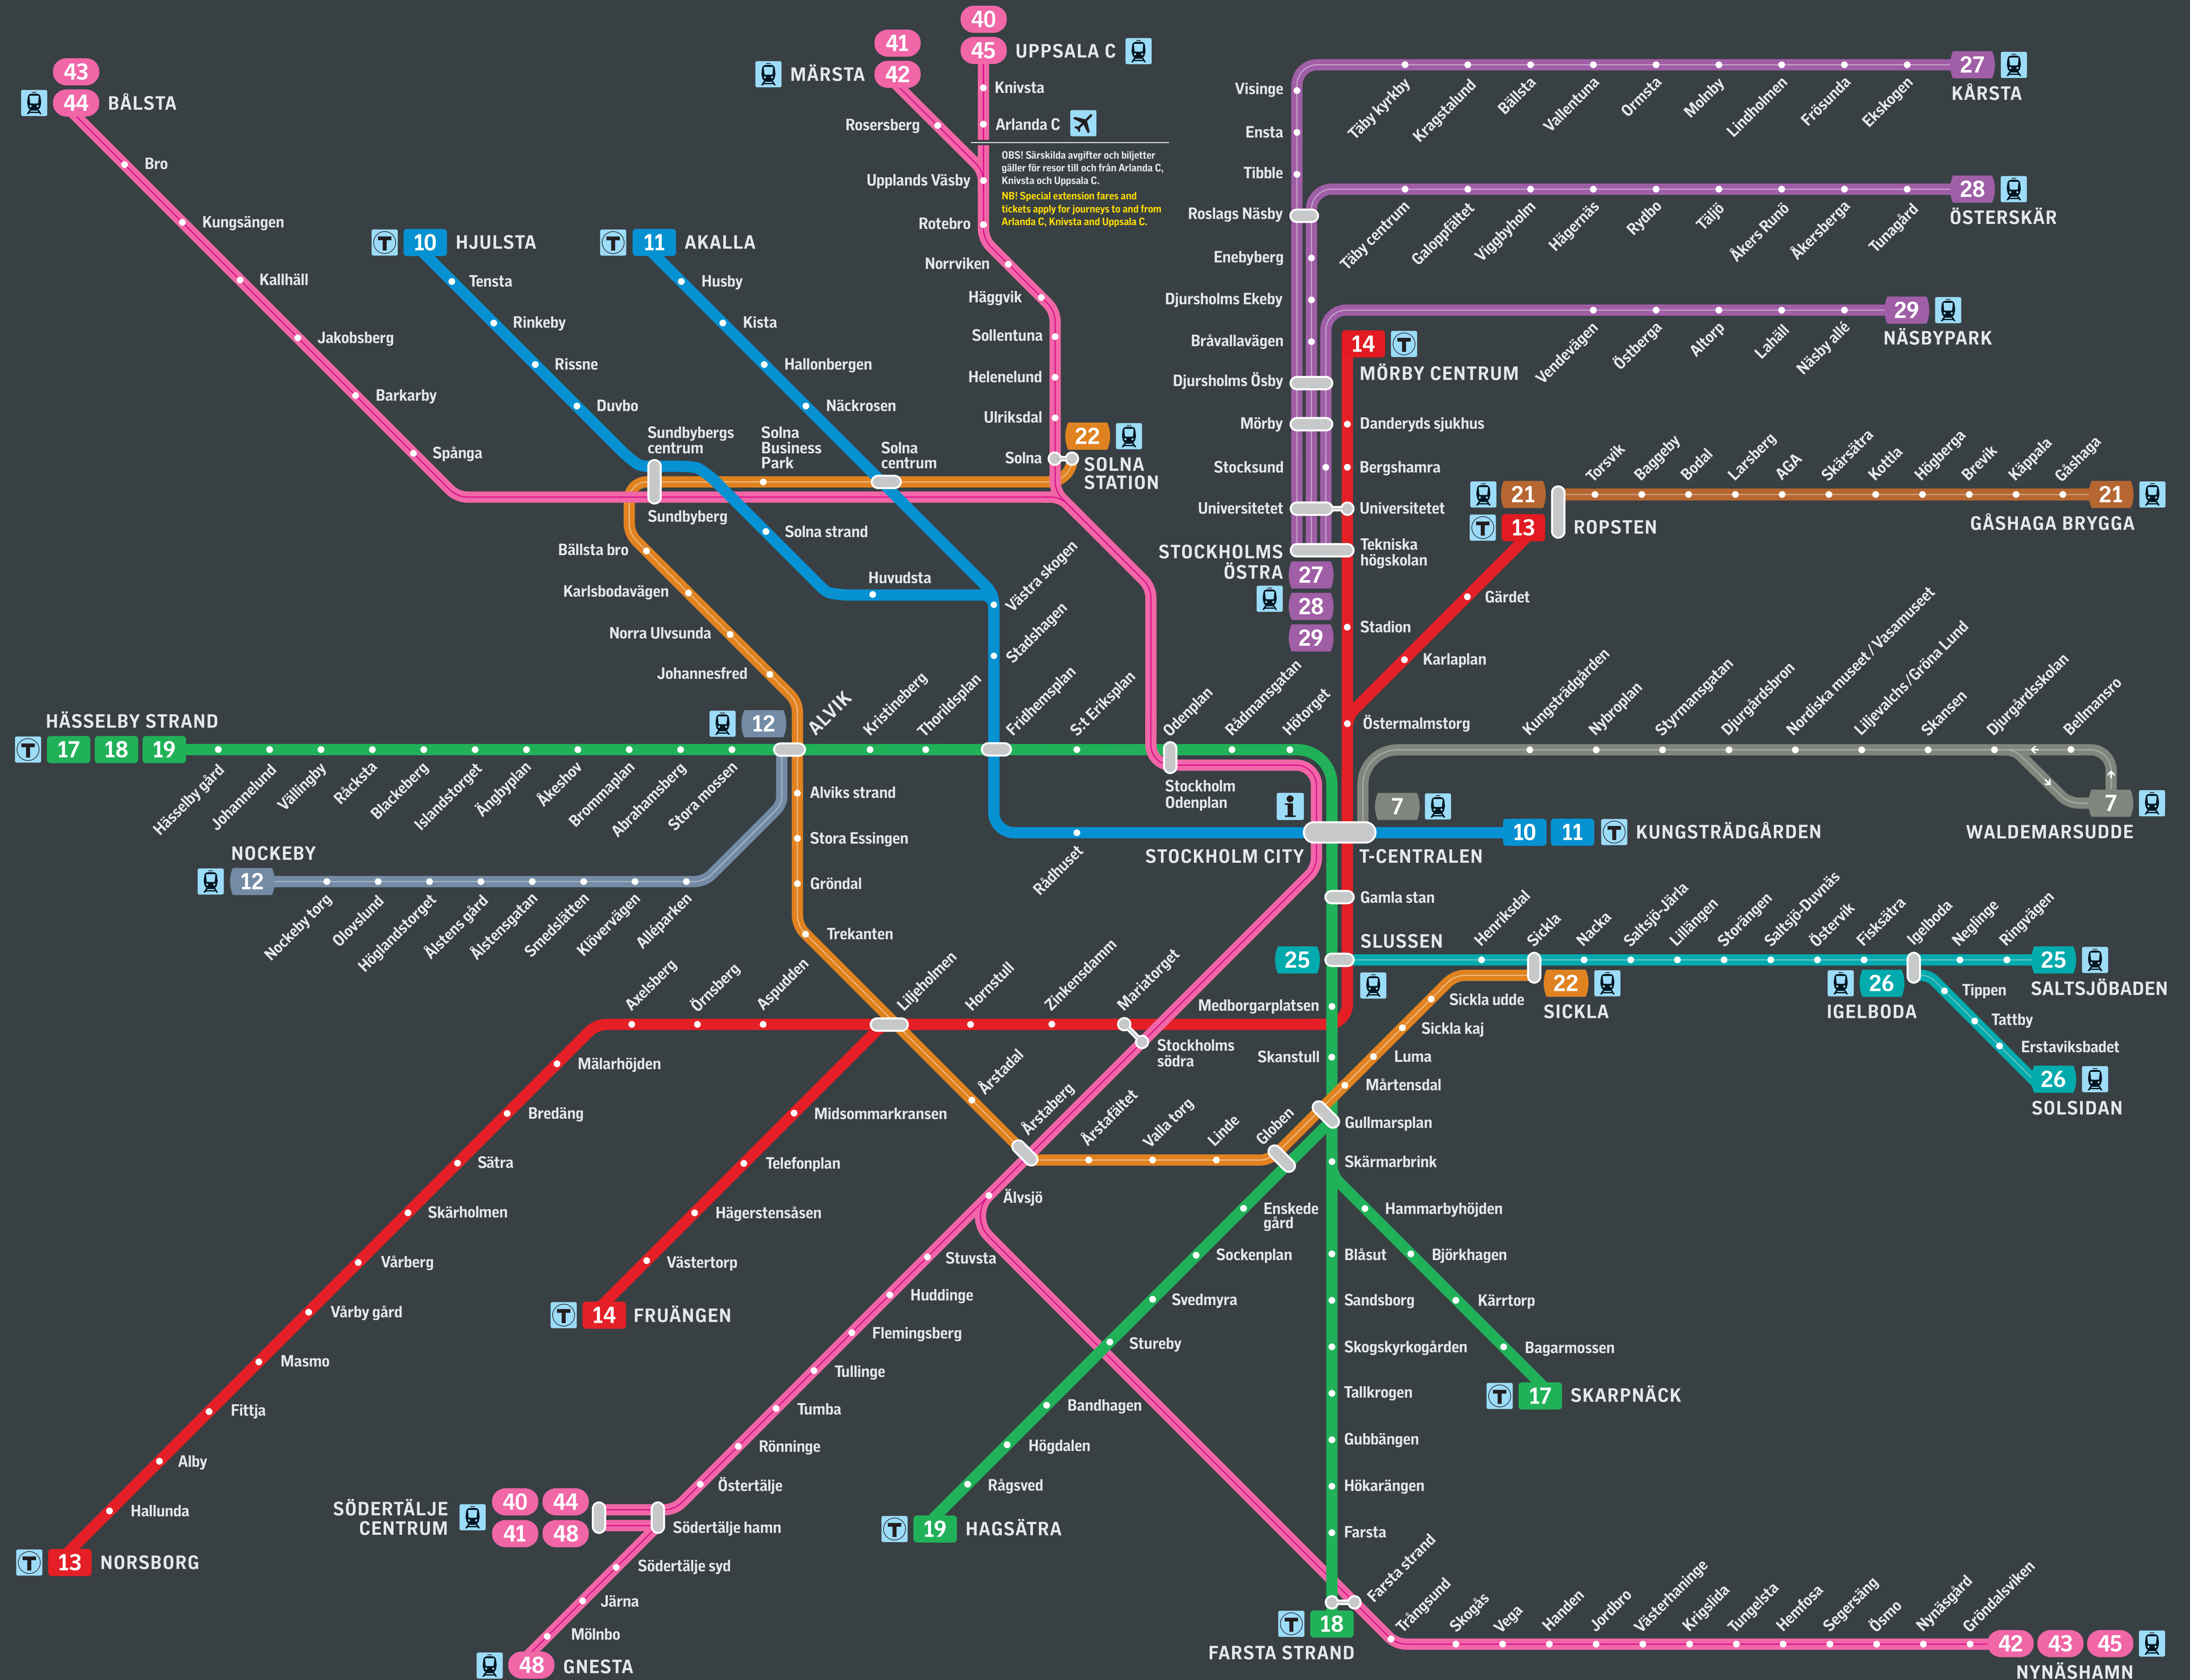 40
41
45 UPPSALA C
MÄRSTA 42
43
44 BÅLSTA
Knivsta
Arlanda C
Rosersberg
OBS! Särskilda avgifter och biljetter
gäller för resor till och från Arlanda C,
Knivsta och Uppsala C.
NB! Special extension fares and
tickets apply for journeys to and from
Arlanda C, Knivsta and Uppsala C.
Upplands Väsby
Rotebro
Norrviken
Häggvik
Sollentuna
Helenelund
Ulriksdal
Solna
22
SOLNA
STATION
Bro
Kungsängen
Kallhäll
Jakobsberg
Barkarby
Spånga
10 HJULSTA
Tensta
Rinkeby
Rissne
Duvbo
Sundbybergs
centrum
Sundbyberg
Solna
Business
Park
Solna
centrum
11 AKALLA
Husby
Kista
Hallonbergen
Näckrosen
Solna strand
Huvudsta
Västra skogen
Stadshagen
Bällsta bro
Karlsbodavägen
Norra Ulvsunda
Johannesfred
27
KÅRSTA
Visinge
Ensta
Tibble
Täby kyrkby
Kragstalund
Bällsta
Vallentuna
Ormsta
Molnby
Lindholmen
Frösunda
Ekskogen
28
ÖSTERSKÄR
Roslags Näsby
Täby centrum
Galoppfältet
Viggbyholm
Hägernäs
Rydbo
Täljö
Åkers Runö
Åkersberga
Tunagård
Enebyberg
Djursholms Ekeby
Bråvallavägen
Djursholms Ösby
Mörby
Stocksund
Universitetet
29
NÄSBYPARK
Vendevägen
Östberga
Altorp
Lahäll
Näsby allé
STOCKHOLMS
ÖSTRA
27
28
29
14
MÖRBY CENTRUM
Danderyds sjukhus
Bergshamra
Universitetet
Tekniska
högskolan
Stadion
21
13
ROPSTEN
Torsvik
Baggeby
Bodal
Larsberg
AGA
Skärsätra
Kottla
Högberga
Brevik
Käppala
Gåshaga
21
GÅSHAGA BRYGGA
Gärdet
Karlaplan
Östermalmstorg
HÄSSELBY STRAND
17 18 19
Hässelby gård
Johannelund
Vällingby
Råcksta
Blackeberg
Islandstorget
Ängbyplan
Åkeshov
Brommaplan
Abrahamsberg
Stora mossen
12
ALVIK
Kristineberg
Thorildsplan
Fridhemsplan
S:t Eriksplan
Odenplan
Stockholm
Odenplan
Rådmansgatan
Hötorget
Kungsträdgården
Nybroplan
Styrmansgatan
Djurgårdsbron
Nordiska museet / Vasamuseet
Liljevalchs / Gröna Lund
Skansen
Djurgårdsskolan
Bellmansro
7
7
WALDEMARSUDDE
STOCKHOLM CITY
T-CENTRALEN
10 11 KUNGSTRÄDGÅRDEN
Rådhuset
NOCKEBY
12
Nockeby torg
Olovslund
Höglandstorget
Ålstens gård
Ålstensgatan
Smedslätten
Klövervägen
Alléparken
Alviks strand
Stora Essingen
Gröndal
Trekanten
Gamla stan
SLUSSEN
25
Henriksdal
Sickla
Nacka
Saltsjö-Järla
Lillängen
Storängen
Saltsjö-Duvnäs
Östervik
Fisksätra
Igelboda
Neglinge
Ringvägen
25
SALTSJÖBADEN
26
IGELBODA
Tippen
Tattby
Erstaviksbadet
26
SOLSIDAN
22
SICKLA
Sickla udde
Sickla kaj
Luma
Mårtensdal
Axelsberg
Örnsberg
Aspudden
Liljeholmen
Hornstull
Zinkensdamm
Mariatorget
Stockholms
södra
Medborgarplatsen
Skanstull
Gullmarsplan
Skärmarbrink
Mälarhöjden
Bredäng
Sätra
Skärholmen
Vårberg
Vårby gård
Masmo
Fittja
Alby
Hallunda
13 NORSBORG
Midsommarkransen
Telefonplan
Hägerstensåsen
Västertorp
14 FRUÄNGEN
Årstadal
Årstaberg
Årstafältet
Valla torg
Linde
Globen
Älvsjö
Stuvsta
Huddinge
Flemingsberg
Tullinge
Tumba
Rönninge
Östertälje
SÖDERTÄLJE
CENTRUM
40 44
41 48
Södertälje hamn
Södertälje syd
Järna
Mölnbo
48 GNESTA
Enskede
gård
Sockenplan
Svedmyra
Stureby
Bandhagen
Högdalen
Rågsved
19 HAGSÄTRA
Hammarbyhöjden
Björkhagen
Kärrtorp
Bagarmossen
17 SKARPNÄCK
Blåsut
Sandsborg
Skogskyrkogården
Tallkrogen
Gubbängen
Hökarängen
Farsta
18
FARSTA STRAND
Farsta strand
Trångsund
Skogås
Vega
Handen
Jordbro
Västerhaninge
Krigslida
Tungelsta
Hemfosa
Segersäng
Ösmo
Nynäsgård
Gröndalsviken
42 43 45
NYNÄSHAMN